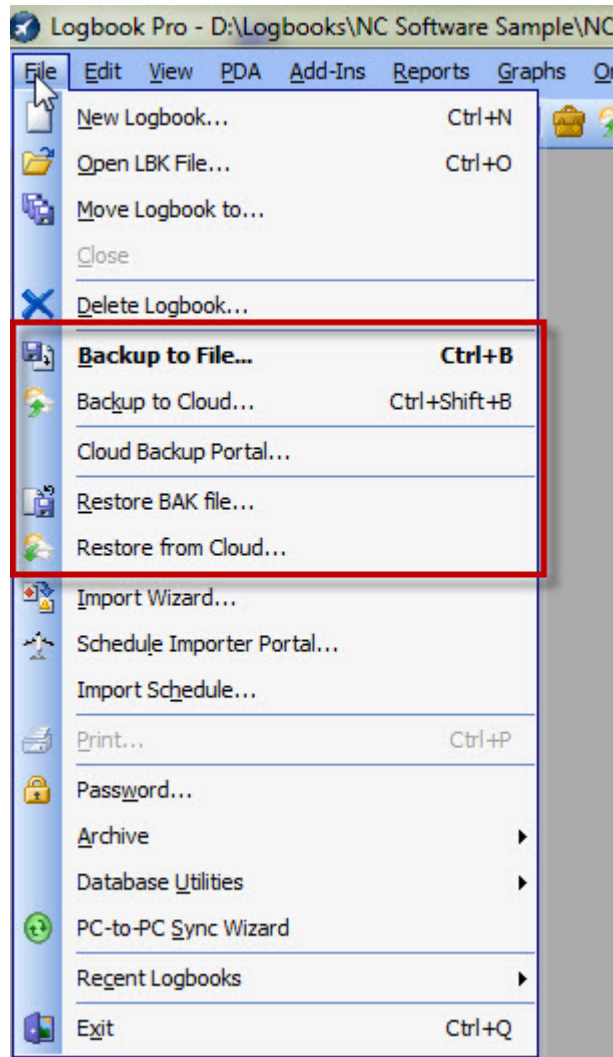 Logbook Pro - D:\Logbooks\NC Software Sample\NC
File Edit View PDA Add-Ins Reports Graphs
New Logbook... Ctrl+N
Open LBK File... Ctrl+O
Move Logbook to...
Close
Delete Logbook...
Backup to File... Ctrl+B
Backup to Cloud... Ctrl+Shift+B
Cloud Backup Portal...
Restore BAK file...
Restore from Cloud...
Import Wizard...
Schedule Importer Portal...
Import Schedule...
Print... Ctrl+P
Password...
Archive
Database Utilities
PC-to-PC Sync Wizard
Recent Logbooks
Exit Ctrl+Q